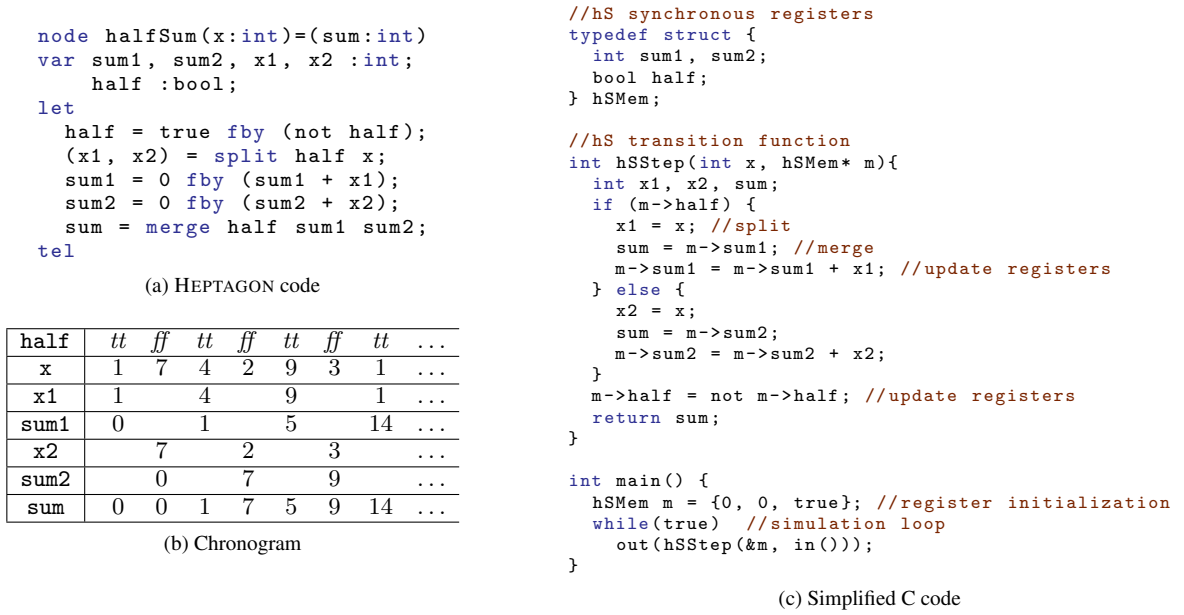 node halfSum(x:int)=(sum:int)
var sum1, sum2, x1, x2 :int;
    half :bool;
let
  half = true fby (not half);
  (x1, x2) = split half x;
  sum1 = 0 fby (sum1 + x1);
  sum2 = 0 fby (sum2 + x2);
  sum = merge half sum1 sum2;
tel
(a) HEPTAGON code
half tt ff tt ff tt ff tt ...
x 1 7 4 2 9 3 1 ...
x1 1 4 9 1 ...
sum1 0 1 5 14 ...
x2 7 2 3 ...
sum2 0 7 9 ...
sum 0 0 1 7 5 9 14 ...
(b) Chronogram
//hS synchronous registers
typedef struct {
  int sum1, sum2;
  bool half;
} hSMem;
//hS transition function
int hSStep(int x, hSMem* m){
  int x1, x2, sum;
  if (m->half) {
    x1 = x; //split
    sum = m->sum1; //merge
    m->sum1 = m->sum1 + x1; //update registers
  } else {
    x2 = x;
    sum = m->sum2;
    m->sum2 = m->sum2 + x2;
  }
  m->half = not m->half; //update registers
  return sum;
}
int main() {
  hSMem m = {0, 0, true}; //register initialization
  while(true)  //simulation loop
    out(hSStep(&m, in()));
}
(c) Simplified C code